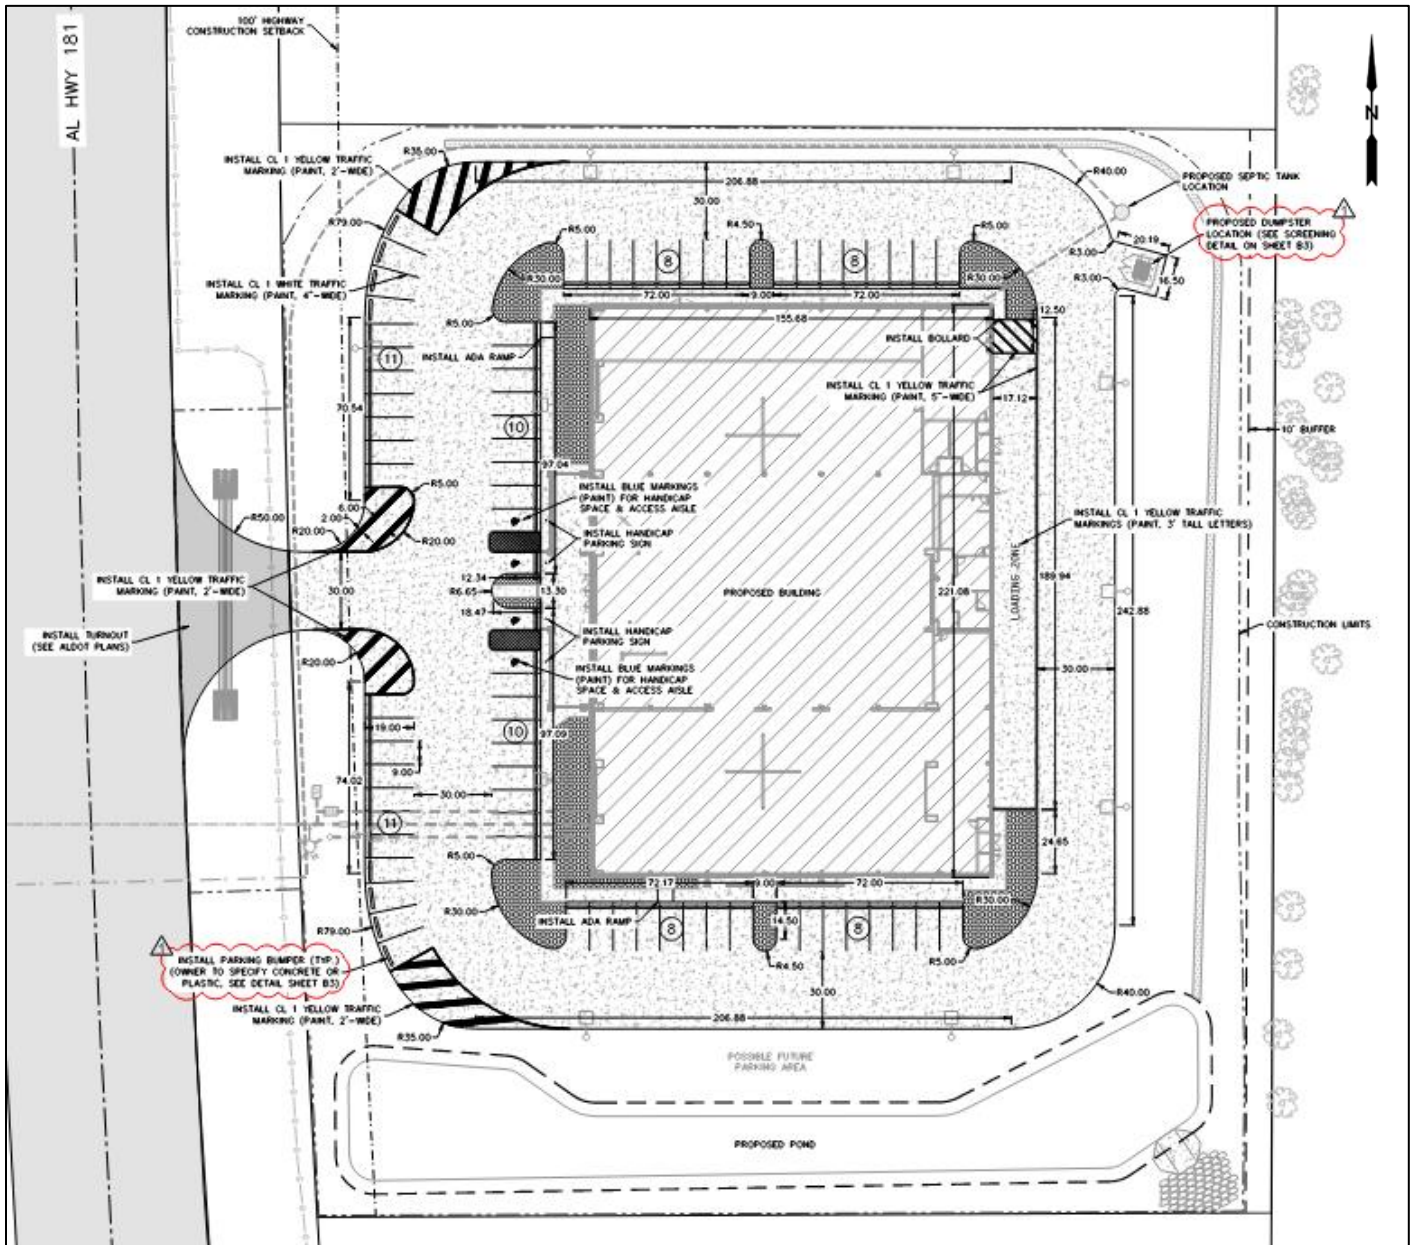 100' HIGHWAY
CONSTRUCTION SETBACK
AL HWY 181
N
INSTALL CL 1 YELLOW TRAFFIC
MARKING (PAINT, 2'-WIDE)
R35.00
206.88
30.00
R40.00
PROPOSED SEPTIC TANK
LOCATION
1
PROPOSED DUMPSTER
LOCATION (SEE SCREENING
DETAIL ON SHEET B3)
R79.00
R5.00
R4.50
R5.00
R3.00
20.19
R3.00
16.50
8
8
R30.00
R30.00
INSTALL CL 1 WHITE TRAFFIC
MARKING (PAINT, 4"-WIDE)
72.00
9.00
72.00
R5.00
155.68
12.50
INSTALL BOLLARD
11
INSTALL ADA RAMP
INSTALL CL 1 YELLOW TRAFFIC
MARKING (PAINT, 5"-WIDE)
17.12
70.54
10
10' BUFFER
97.04
R5.00
6.00
2.00
R50.00
R20.00
R20.00
INSTALL BLUE MARKINGS
(PAINT) FOR HANDICAP
SPACE & ACCESS AISLE
INSTALL HANDICAP
PARKING SIGN
INSTALL CL 1 YELLOW TRAFFIC
MARKINGS (PAINT, 3' TALL LETTERS)
LOADING ZONE
INSTALL CL 1 YELLOW TRAFFIC
MARKING (PAINT, 2'-WIDE)
30.00
12.34
R6.65
13.30
18.47
PROPOSED BUILDING
221.08
189.94
242.88
CONSTRUCTION LIMITS
INSTALL TURNOUT
(SEE ALDOT PLANS)
R20.00
INSTALL HANDICAP
PARKING SIGN
INSTALL BLUE MARKINGS
(PAINT) FOR HANDICAP
SPACE & ACCESS AISLE
30.00
19.00
10
97.09
74.02
9.00
30.00
11
24.65
R5.00
R30.00
72.17
9.00
72.00
R30.00
INSTALL ADA RAMP
8
14.50
8
R79.00
R4.50
R5.00
1
INSTALL PARKING BUMPER (TYP.)
(OWNER TO SPECIFY CONCRETE OR
PLASTIC, SEE DETAIL SHEET B3)
30.00
R40.00
INSTALL CL 1 YELLOW TRAFFIC
MARKING (PAINT, 2'-WIDE)
R35.00
206.88
POSSIBLE FUTURE
PARKING AREA
PROPOSED POND